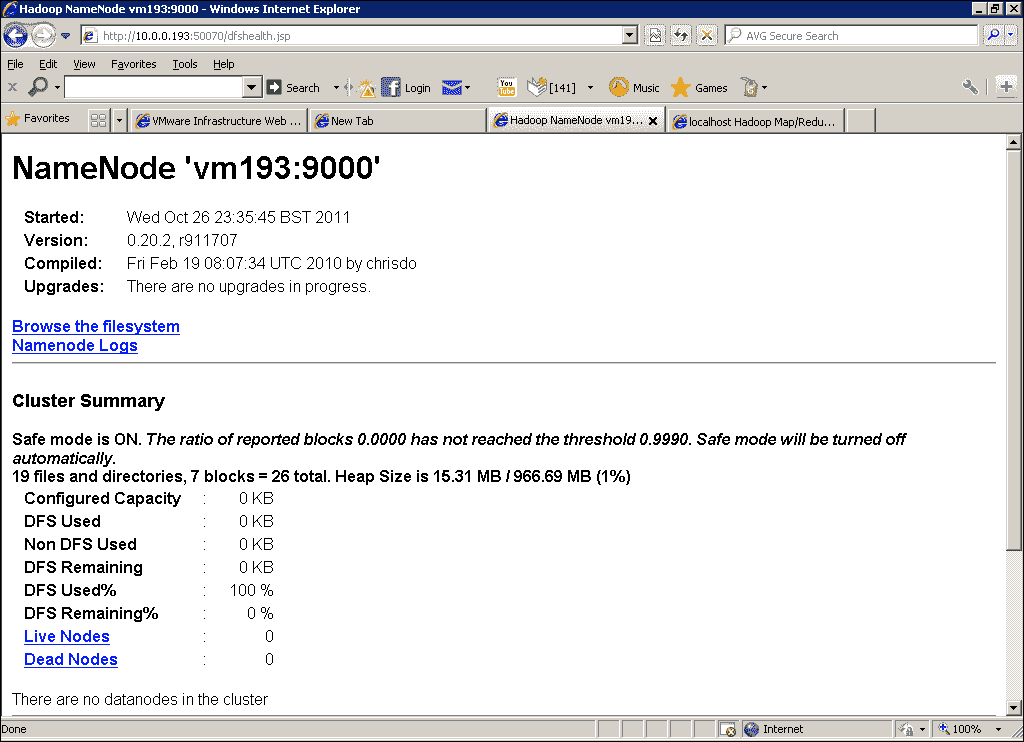 Hadoop NameNode vm193:9000 - Windows Internet Explorer
http://10.0.0.193:50070/dfshealth.jsp
AVG Secure Search
File Edit View Favorites Tools Help
Search Login You Tube [141] Music Games
Favorites VMware Infrastructure Web ... New Tab Hadoop NameNode vm19... localhost Hadoop Map/Redu...
NameNode 'vm193:9000'
Started: Wed Oct 26 23:35:45 BST 2011
Version: 0.20.2, r911707
Compiled: Fri Feb 19 08:07:34 UTC 2010 by chrisdo
Upgrades: There are no upgrades in progress.
Browse the filesystem
Namenode Logs
Cluster Summary
Safe mode is ON. The ratio of reported blocks 0.0000 has not reached the threshold 0.9990. Safe mode will be turned off
automatically.
19 files and directories, 7 blocks = 26 total. Heap Size is 15.31 MB / 966.69 MB (1%)
Configured Capacity : 0 KB
DFS Used : 0 KB
Non DFS Used : 0 KB
DFS Remaining : 0 KB
DFS Used% : 100 %
DFS Remaining% : 0 %
Live Nodes : 0
Dead Nodes : 0
There are no datanodes in the cluster
Done Internet 100%